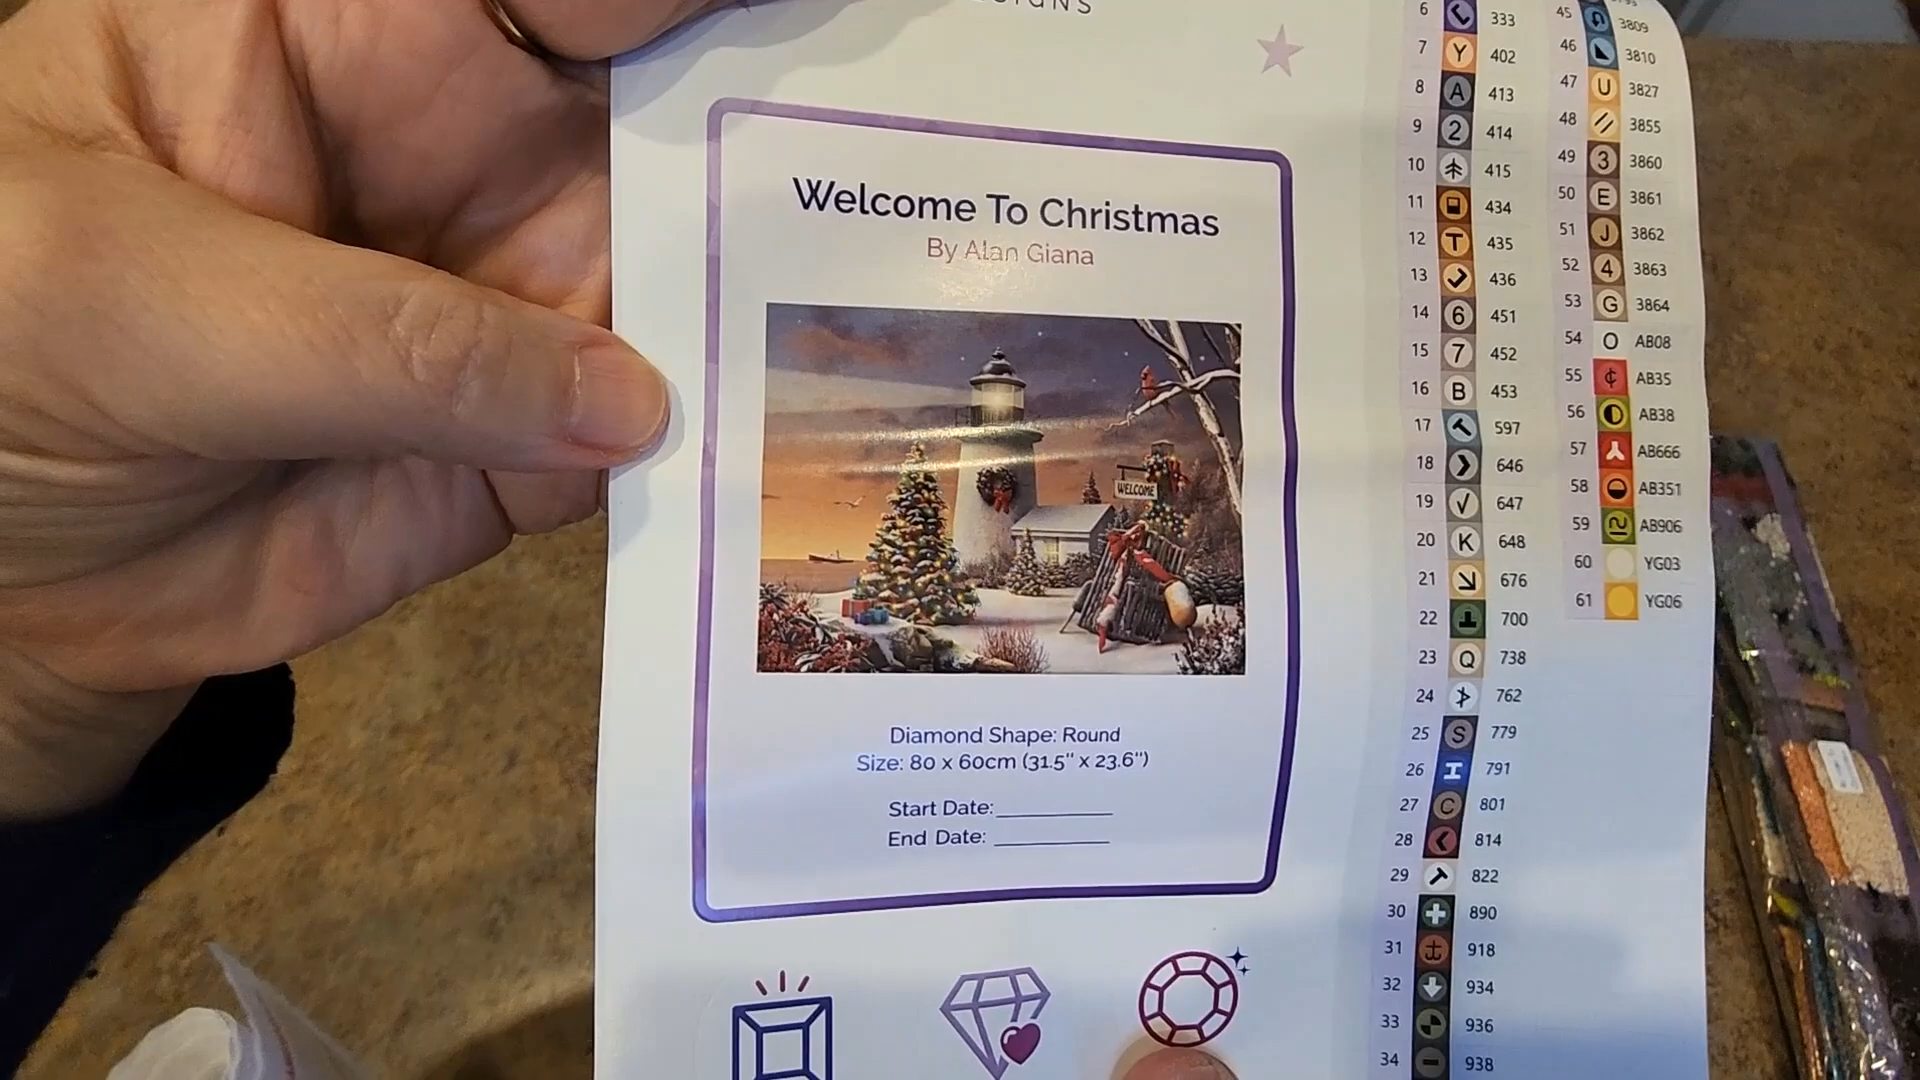 Welcome To Christmas
By Alan Giana
WELCOME
Diamond Shape: Round
Size: 80 x 60cm (31.5" x 23.6")
Start Date:__________
End Date: __________
6 333
7 Y 402
8 A 413
9 2 414
10 415
11 434
12 T 435
13 436
14 6 451
15 7 452
16 B 453
17 597
18 646
19 √ 647
20 K 648
21 676
22 700
23 Q 738
24 762
25 S 779
26 I 791
27 C 801
28 814
29 822
30 890
31 918
32 934
33 936
34 938
45 3809
46 3810
47 U 3827
48 // 3855
49 3 3860
50 E 3861
51 J 3862
52 4 3863
53 G 3864
54 O AB08
55 ¢ AB35
56 AB38
57 AB666
58 AB351
59 AB906
60 YG03
61 YG06